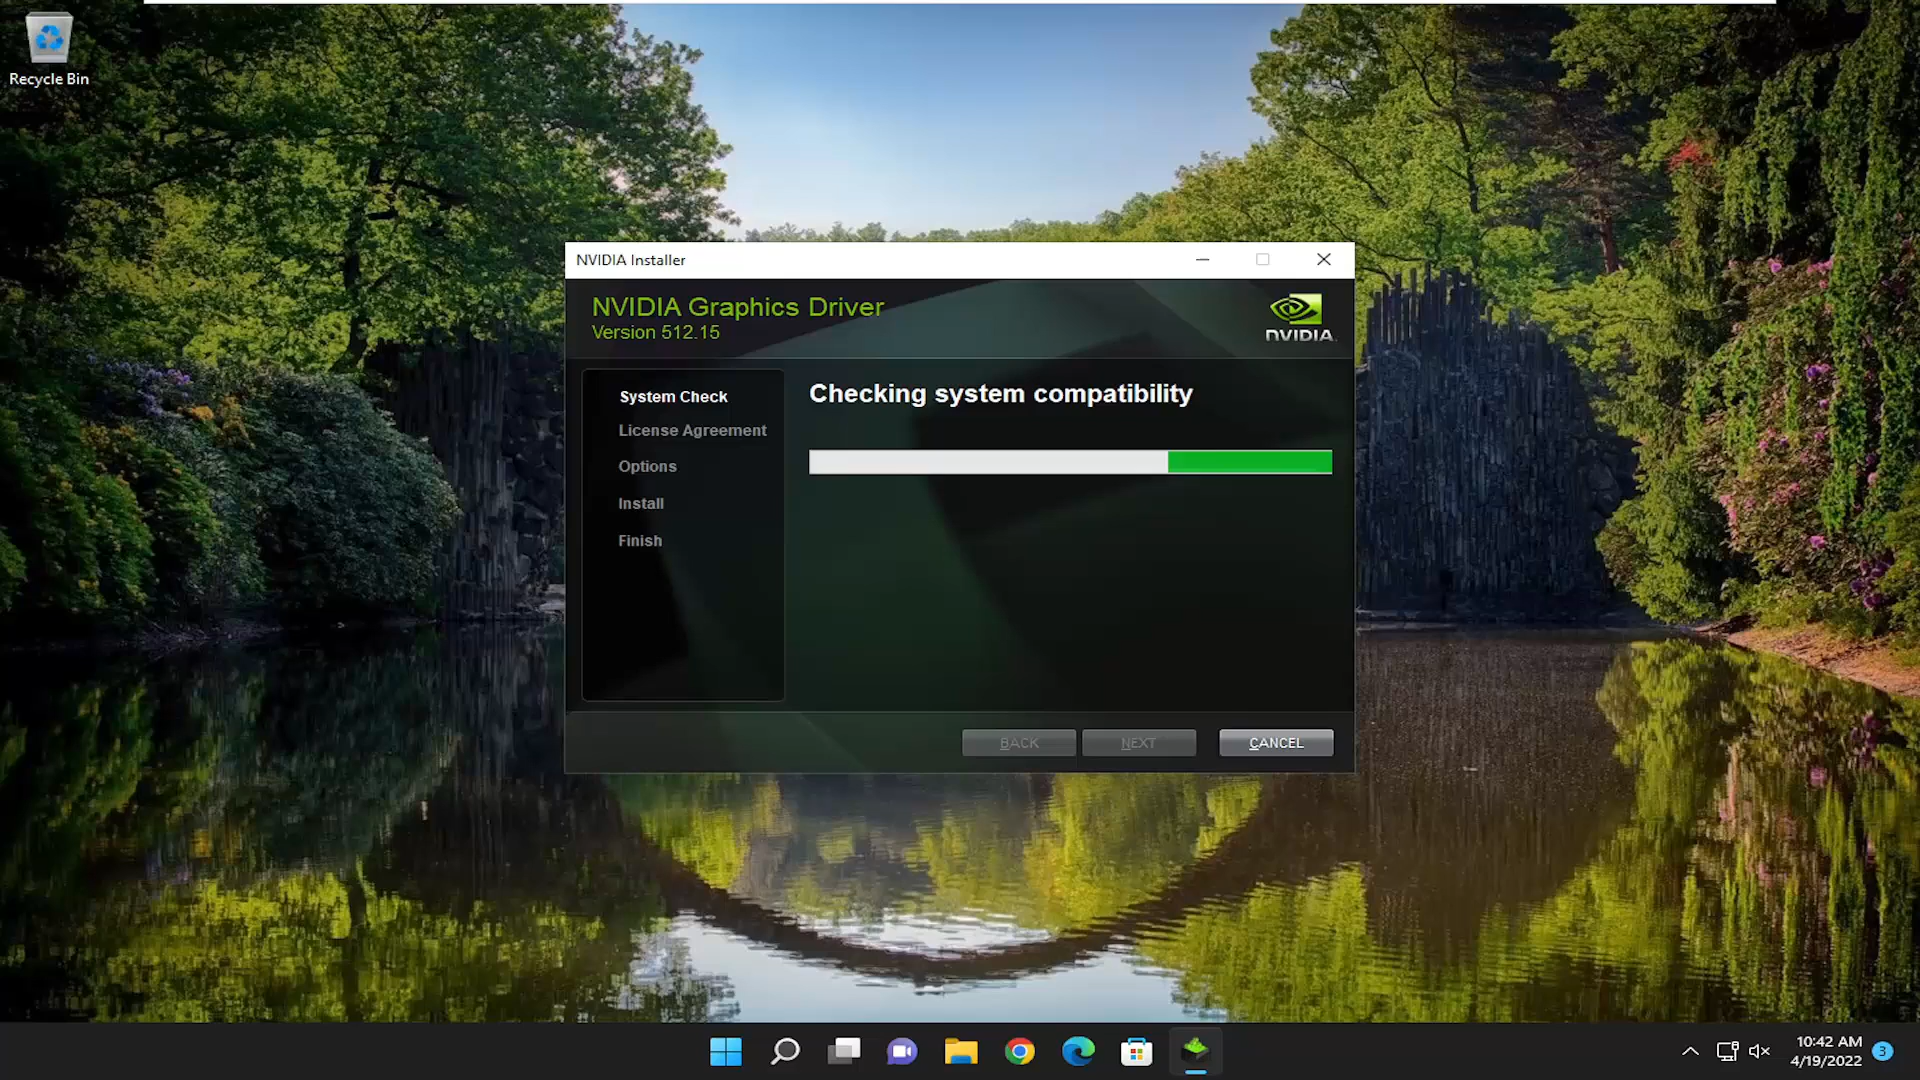 Recycle Bin
NVIDIA Installer
NVIDIA Graphics Driver
Version 512.15
NVIDIA
System Check
License Agreement
Options
Install
Finish
Checking system compatibility
BACK
NEXT
CANCEL
10:42 AM
4/19/2022
3